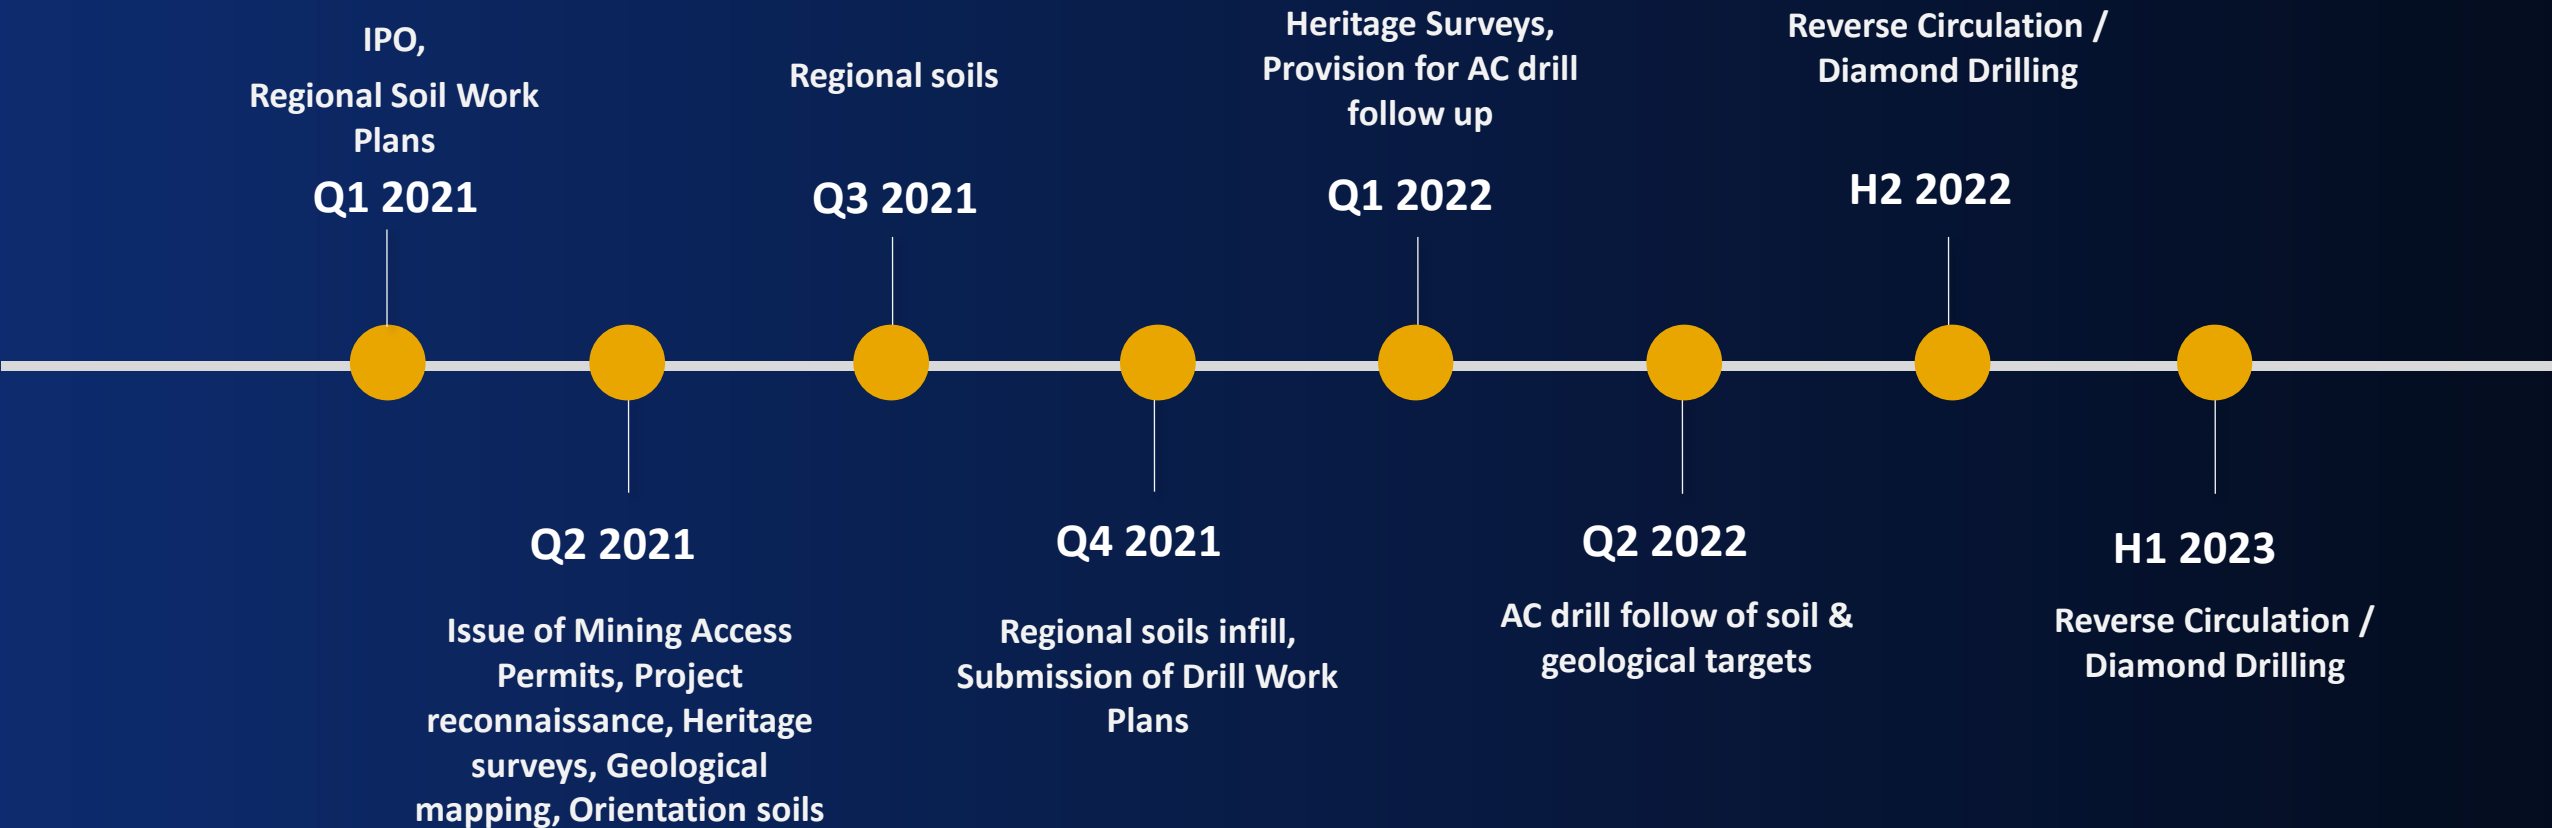 IPO,
Regional Soil Work
Plans
Q1 2021
Regional soils
Q3 2021
Heritage Surveys,
Provision for AC drill
follow up
Q1 2022
Reverse Circulation /
Diamond Drilling
H2 2022
Q2 2021
Issue of Mining Access
Permits, Project
reconnaissance, Heritage
surveys, Geological
mapping, Orientation soils
Q4 2021
Regional soils infill,
Submission of Drill Work
Plans
Q2 2022
AC drill follow of soil &
geological targets
H1 2023
Reverse Circulation /
Diamond Drilling